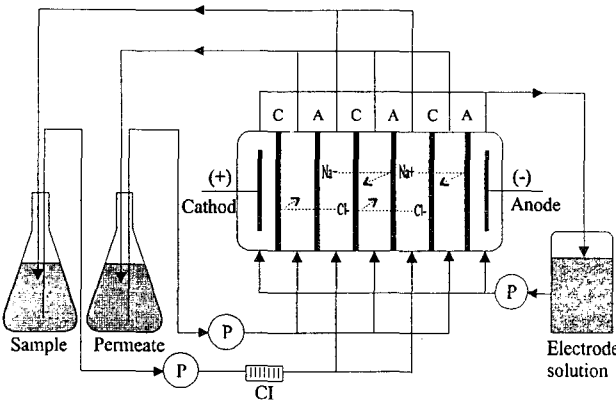 C A C A C A
Na- Na+
(+) (-)
Cathod Anode
Cl- Cl-
P
P
Sample Permeate Electrode
P solution
CI